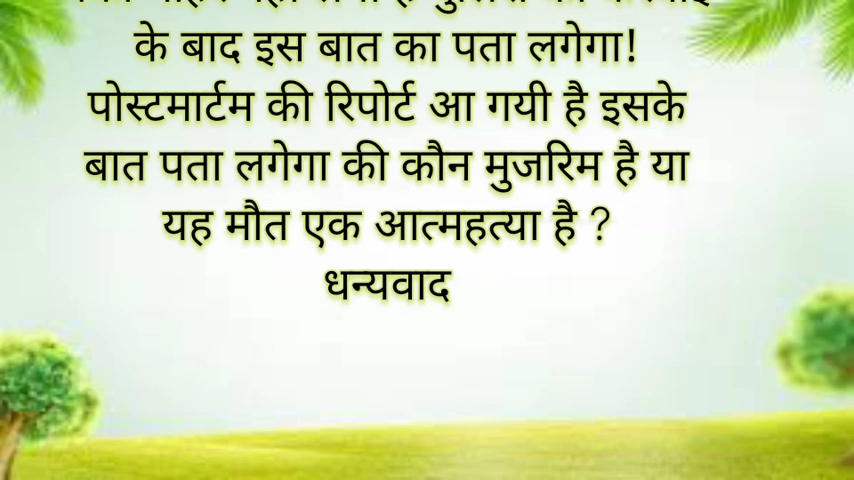 के बाद इस बात का पता लगेगा!
पोस्टमार्टम की रिपोर्ट आ गयी है इसके
बात पता लगेगा की कौन मुजरिम है या
यह मौत एक आत्महत्या है ?
धन्यवाद